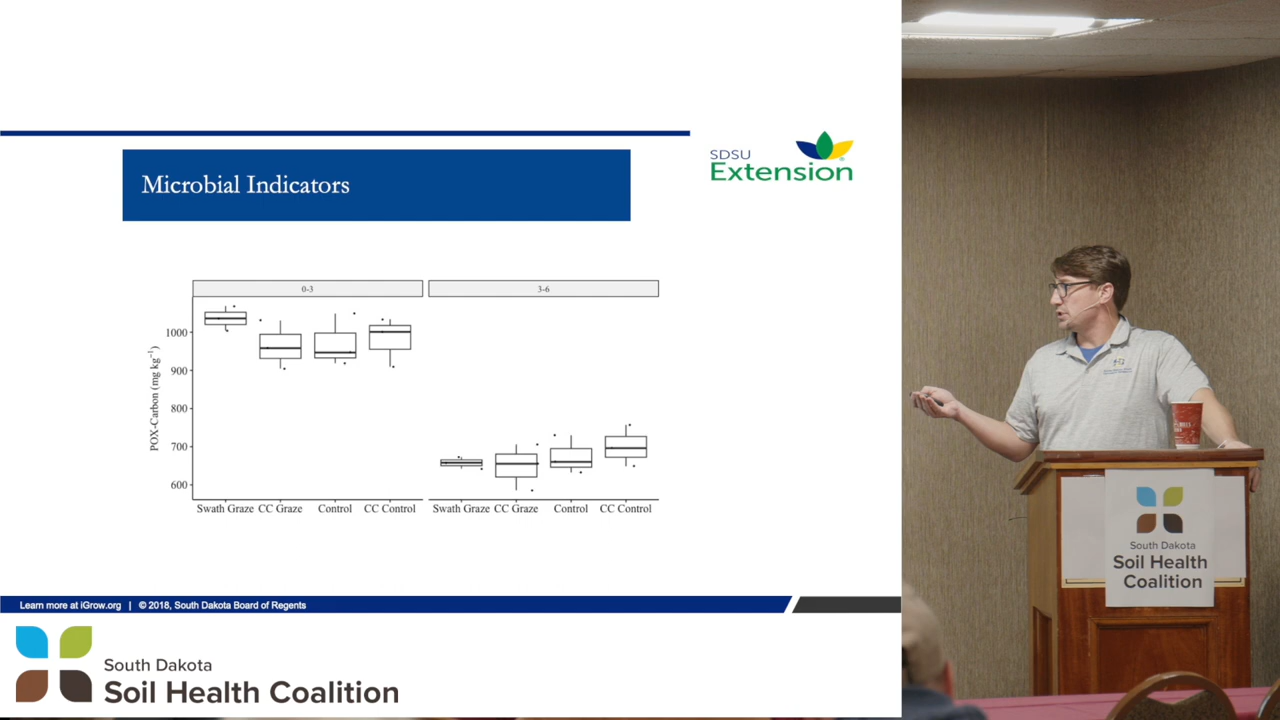 Microbial Indicators
SDSU
Extension
0-3
3-6
POX-Carbon (mg kg⁻¹)
1000
900
800
700
600
Swath Graze CC Graze Control CC Control
Swath Graze CC Graze Control CC Control
Learn more at iGrow.org | © 2018, South Dakota Board of Regents
South Dakota
Soil Health Coalition
South Dakota
Soil Health
Coalition